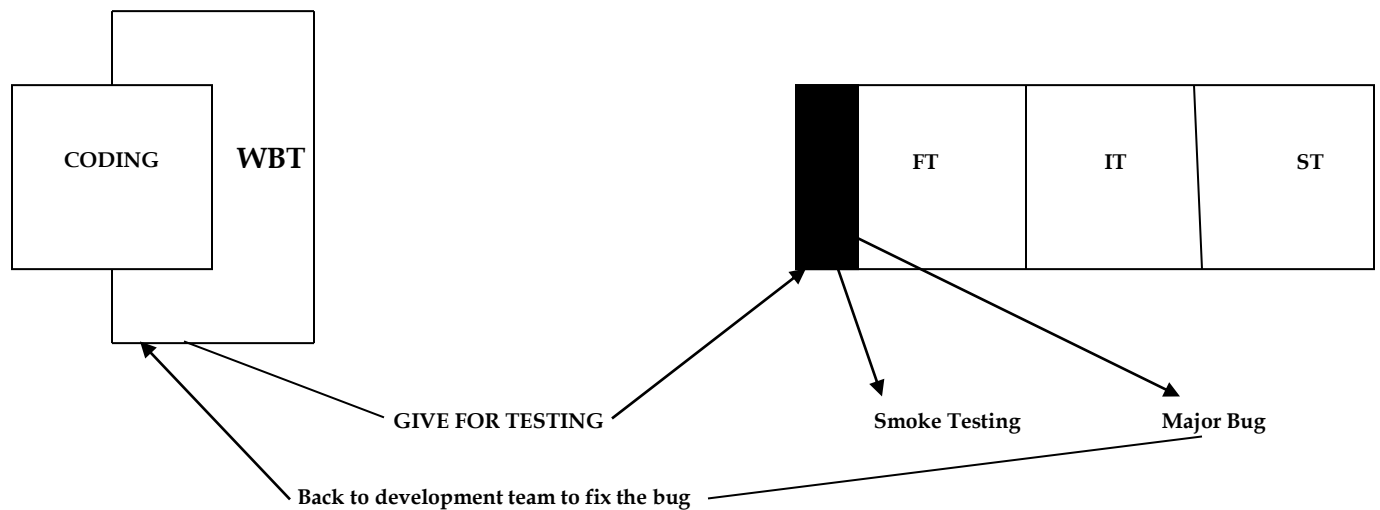 CODING
WBT
FT
IT
ST
GIVE FOR TESTING
Smoke Testing
Major Bug
Back to development team to fix the bug